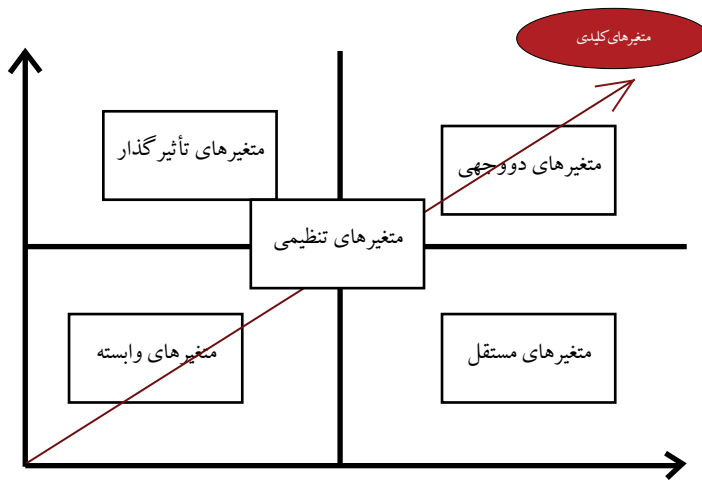 متغیرهای کلیدی
متغیرهای تأثیرگذار
متغیرهای دووجهی
متغیرهای تنظیمی
متغیرهای وابسته
متغیرهای مستقل